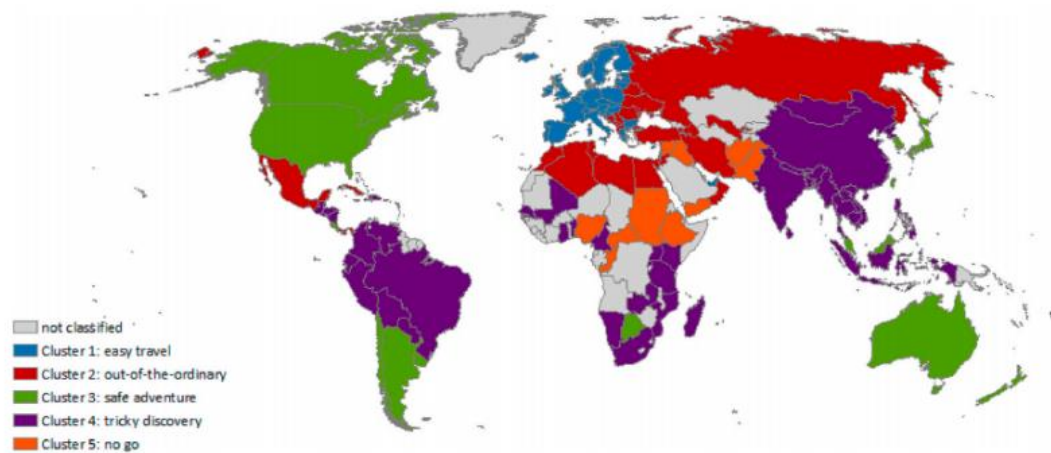 not classified
Cluster 1: easy travel
Cluster 2: out-of-the-ordinary
Cluster 3: safe adventure
Cluster 4: tricky discovery
Cluster 5: no go